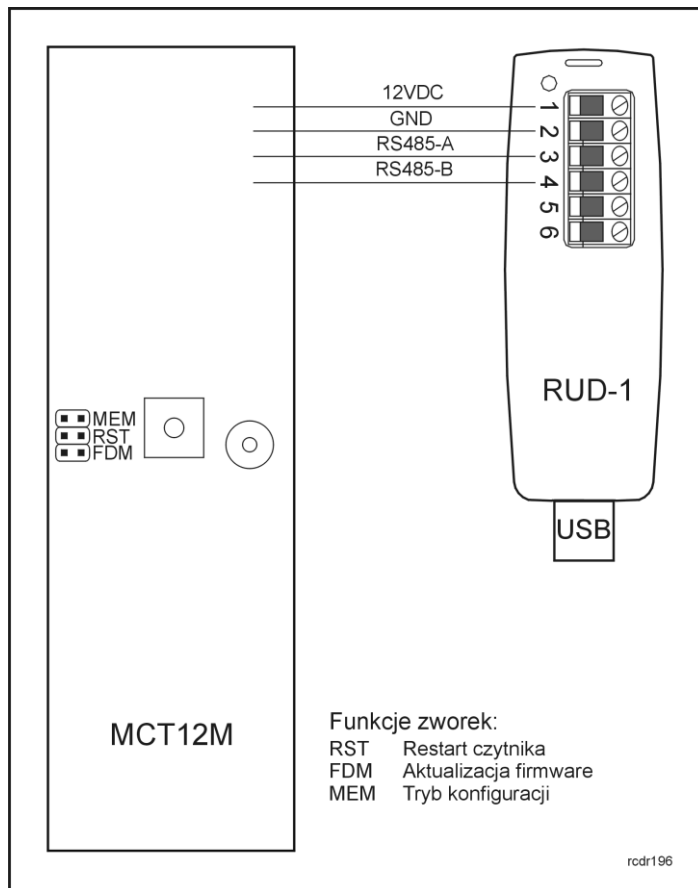 12VDC
GND
RS485-A
RS485-B
1
2
3
4
5
6
MEM
RST
FDM
RUD-1
USB
MCT12M
Funkcje zworek:
RST Restart czytnika
FDM Aktualizacja firmware
MEM Tryb konfiguracji
rcdr196